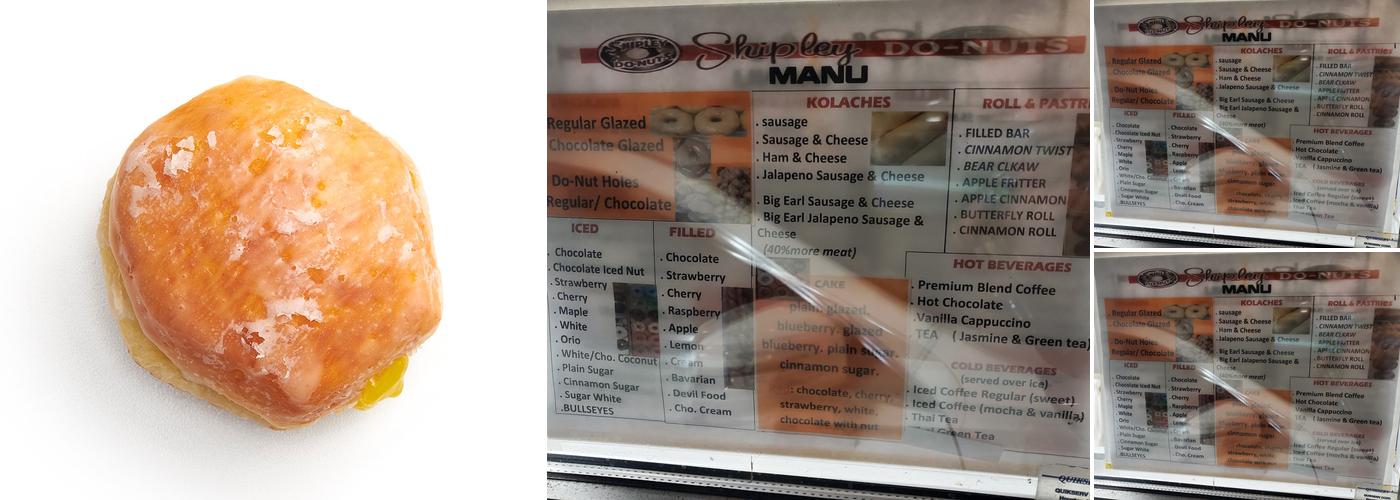 SHIPLEY
DO-NUTS
Shipley DO-NUTS
MANU
Regular Glazed
Chocolate Glazed
Do-Nut Holes
Regular/ Chocolate
ICED
. Chocolate
. Chocolate Iced Nut
. Strawberry
. Cherry
. Maple
. White
. Orio
. White/Cho. Coconut
. Plain Sugar
. Cinnamon Sugar
. Sugar White
.BULLSEYES
FILLED
. Chocolate
. Strawberry
. Cherry
. Raspberry
. Apple
. Lemon
. Cream
. Bavarian
. Devil Food
. Cho. Cream
KOLACHES
. sausage
. Sausage & Cheese
. Ham & Cheese
. Jalapeno Sausage & Cheese
. Big Earl Sausage & Cheese
. Big Earl Jalapeno Sausage &
Cheese
(40%more meat)
CAKE
plain. glazed.
blueberry. glazed
blueberry. plain sugar.
cinnamon sugar.
: chocolate, cherry,
strawberry, white,
chocolate with nut
ROLL & PASTRI
. FILLED BAR
. CINNAMON TWIST
. BEAR CLKAW
. APPLE FRITTER
. APPLE CINNAMON
. BUTTERFLY ROLL
. CINNAMON ROLL
HOT BEVERAGES
. Premium Blend Coffee
. Hot Chocolate
.Vanilla Cappuccino
. TEA ( Jasmine & Green tea)
COLD BEVERAGES
(served over ice)
. Iced Coffee Regular (sweet)
. Iced Coffee (mocha & vanilla)
. Thai Tea
Green Tea
QUIKSERV